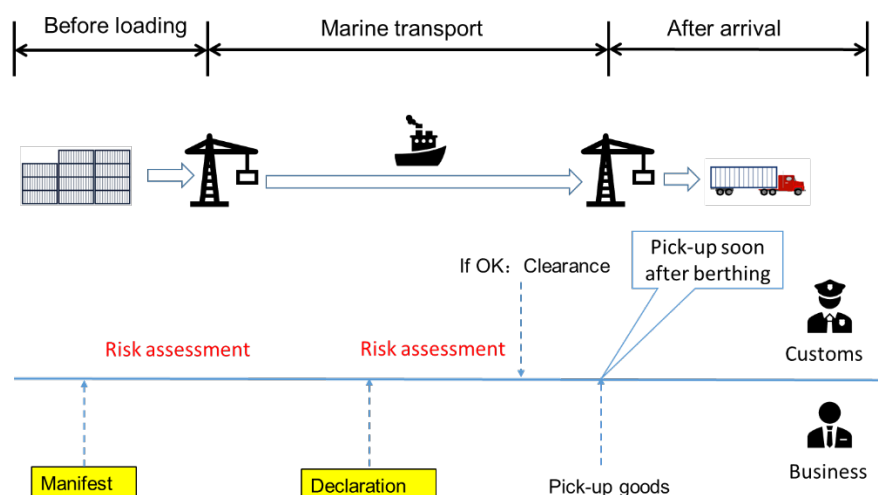 Before loading
Marine transport
After arrival
If OK: Clearance
Pick-up soon
after berthing
Risk assessment
Risk assessment
Customs
Manifest
Declaration
Pick-up goods
Business